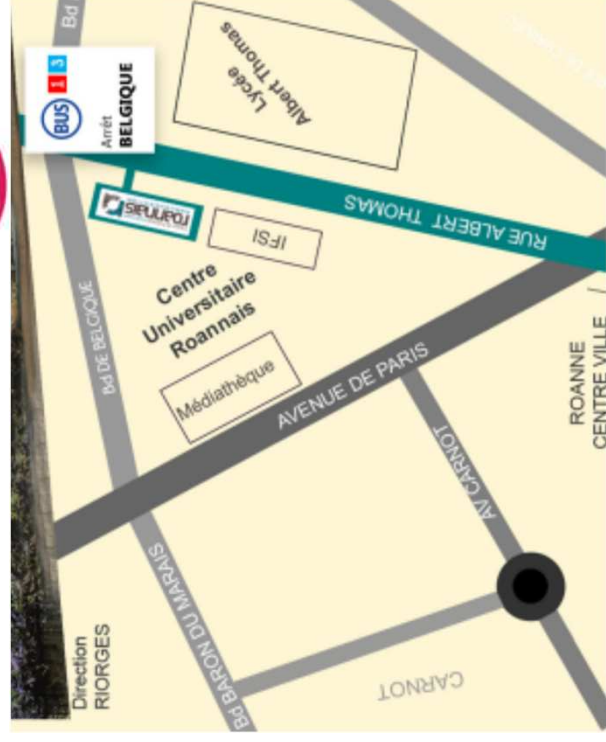 Bd
BUS 1 3
Arrêt
BELGIQUE
Lycée
Albert Thomas
roannais
IFSI
RUE ALBERT THOMAS
Bd DE BELGIQUE
Centre
Universitaire
Roannais
Médiathèque
AVENUE DE PARIS
ROANNE
CENTRE VILLE
AV CARNOT
Bd BARON DU MARAIS
Direction
RIORGES
CARNOT